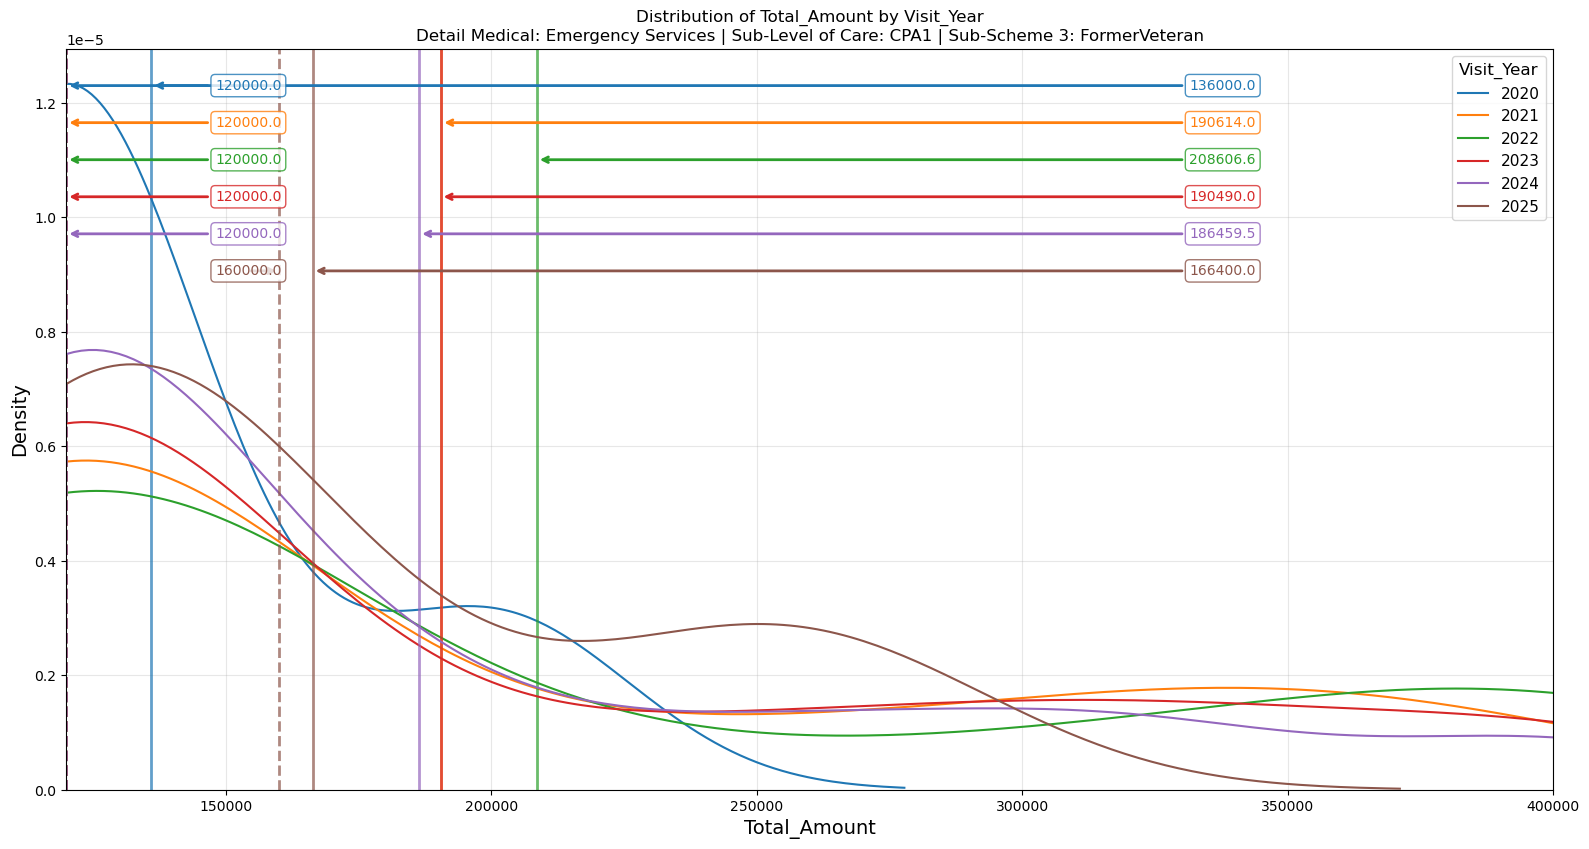 Distribution of Total_Amount by Visit_Year
Detail Medical: Emergency Services | Sub-Level of Care: CPA1 | Sub-Scheme 3: FormerVeteran
1e−5
Visit_Year
2020
2021
2022
2023
2024
2025
120000.0 136000.0
120000.0 190614.0
120000.0 208606.6
120000.0 190490.0
120000.0 186459.5
160000.0 166400.0
1.2
1.0
0.8
0.6
0.4
0.2
0.0
Density
150000 200000 250000 300000 350000 400000
Total_Amount